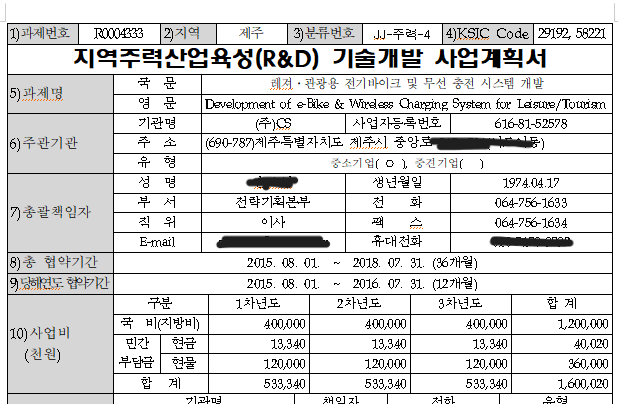 1)과제번호 R0004333 2)지역 제주 3)분류번호 JJ-주력-4 4)KSIC Code 29192, 58221
지역주력산업육성(R&D) 기술개발 사업계획서
5)과제명 국 문 레저·관광용 전기바이크 및 무선 충전 시스템 개발
영 문 Development of e-Bike & Wireless Charging System for Leisure/Tourism
6)주관기관 기관명 (주)CS 사업자등록번호 616-81-52578
주 소 (690-787)제주특별자치도 제주시 중앙로
유 형 중소기업( ○ ), 중견기업( )
7)총괄책임자 성 명 생년월일 1974.04.17
부 서 전략기획본부 전 화 064-756-1633
직 위 이사 팩 스 064-756-1634
E-mail 휴대전화
8)총 협약기간 2015. 08. 01. ~ 2018. 07. 31. (36개월)
9)당해연도 협약기간 2015. 08. 01. ~ 2016. 07. 31. (12개월)
10)사업비 (천원) 구분 1차년도 2차년도 3차년도 합 계
국 비(지방비) 400,000 400,000 400,000 1,200,000
민간 부담금 현금 13,340 13,340 13,340 40,020
현물 120,000 120,000 120,000 360,000
합 계 533,340 533,340 533,340 1,600,020
기관명 책임자 전화 유형